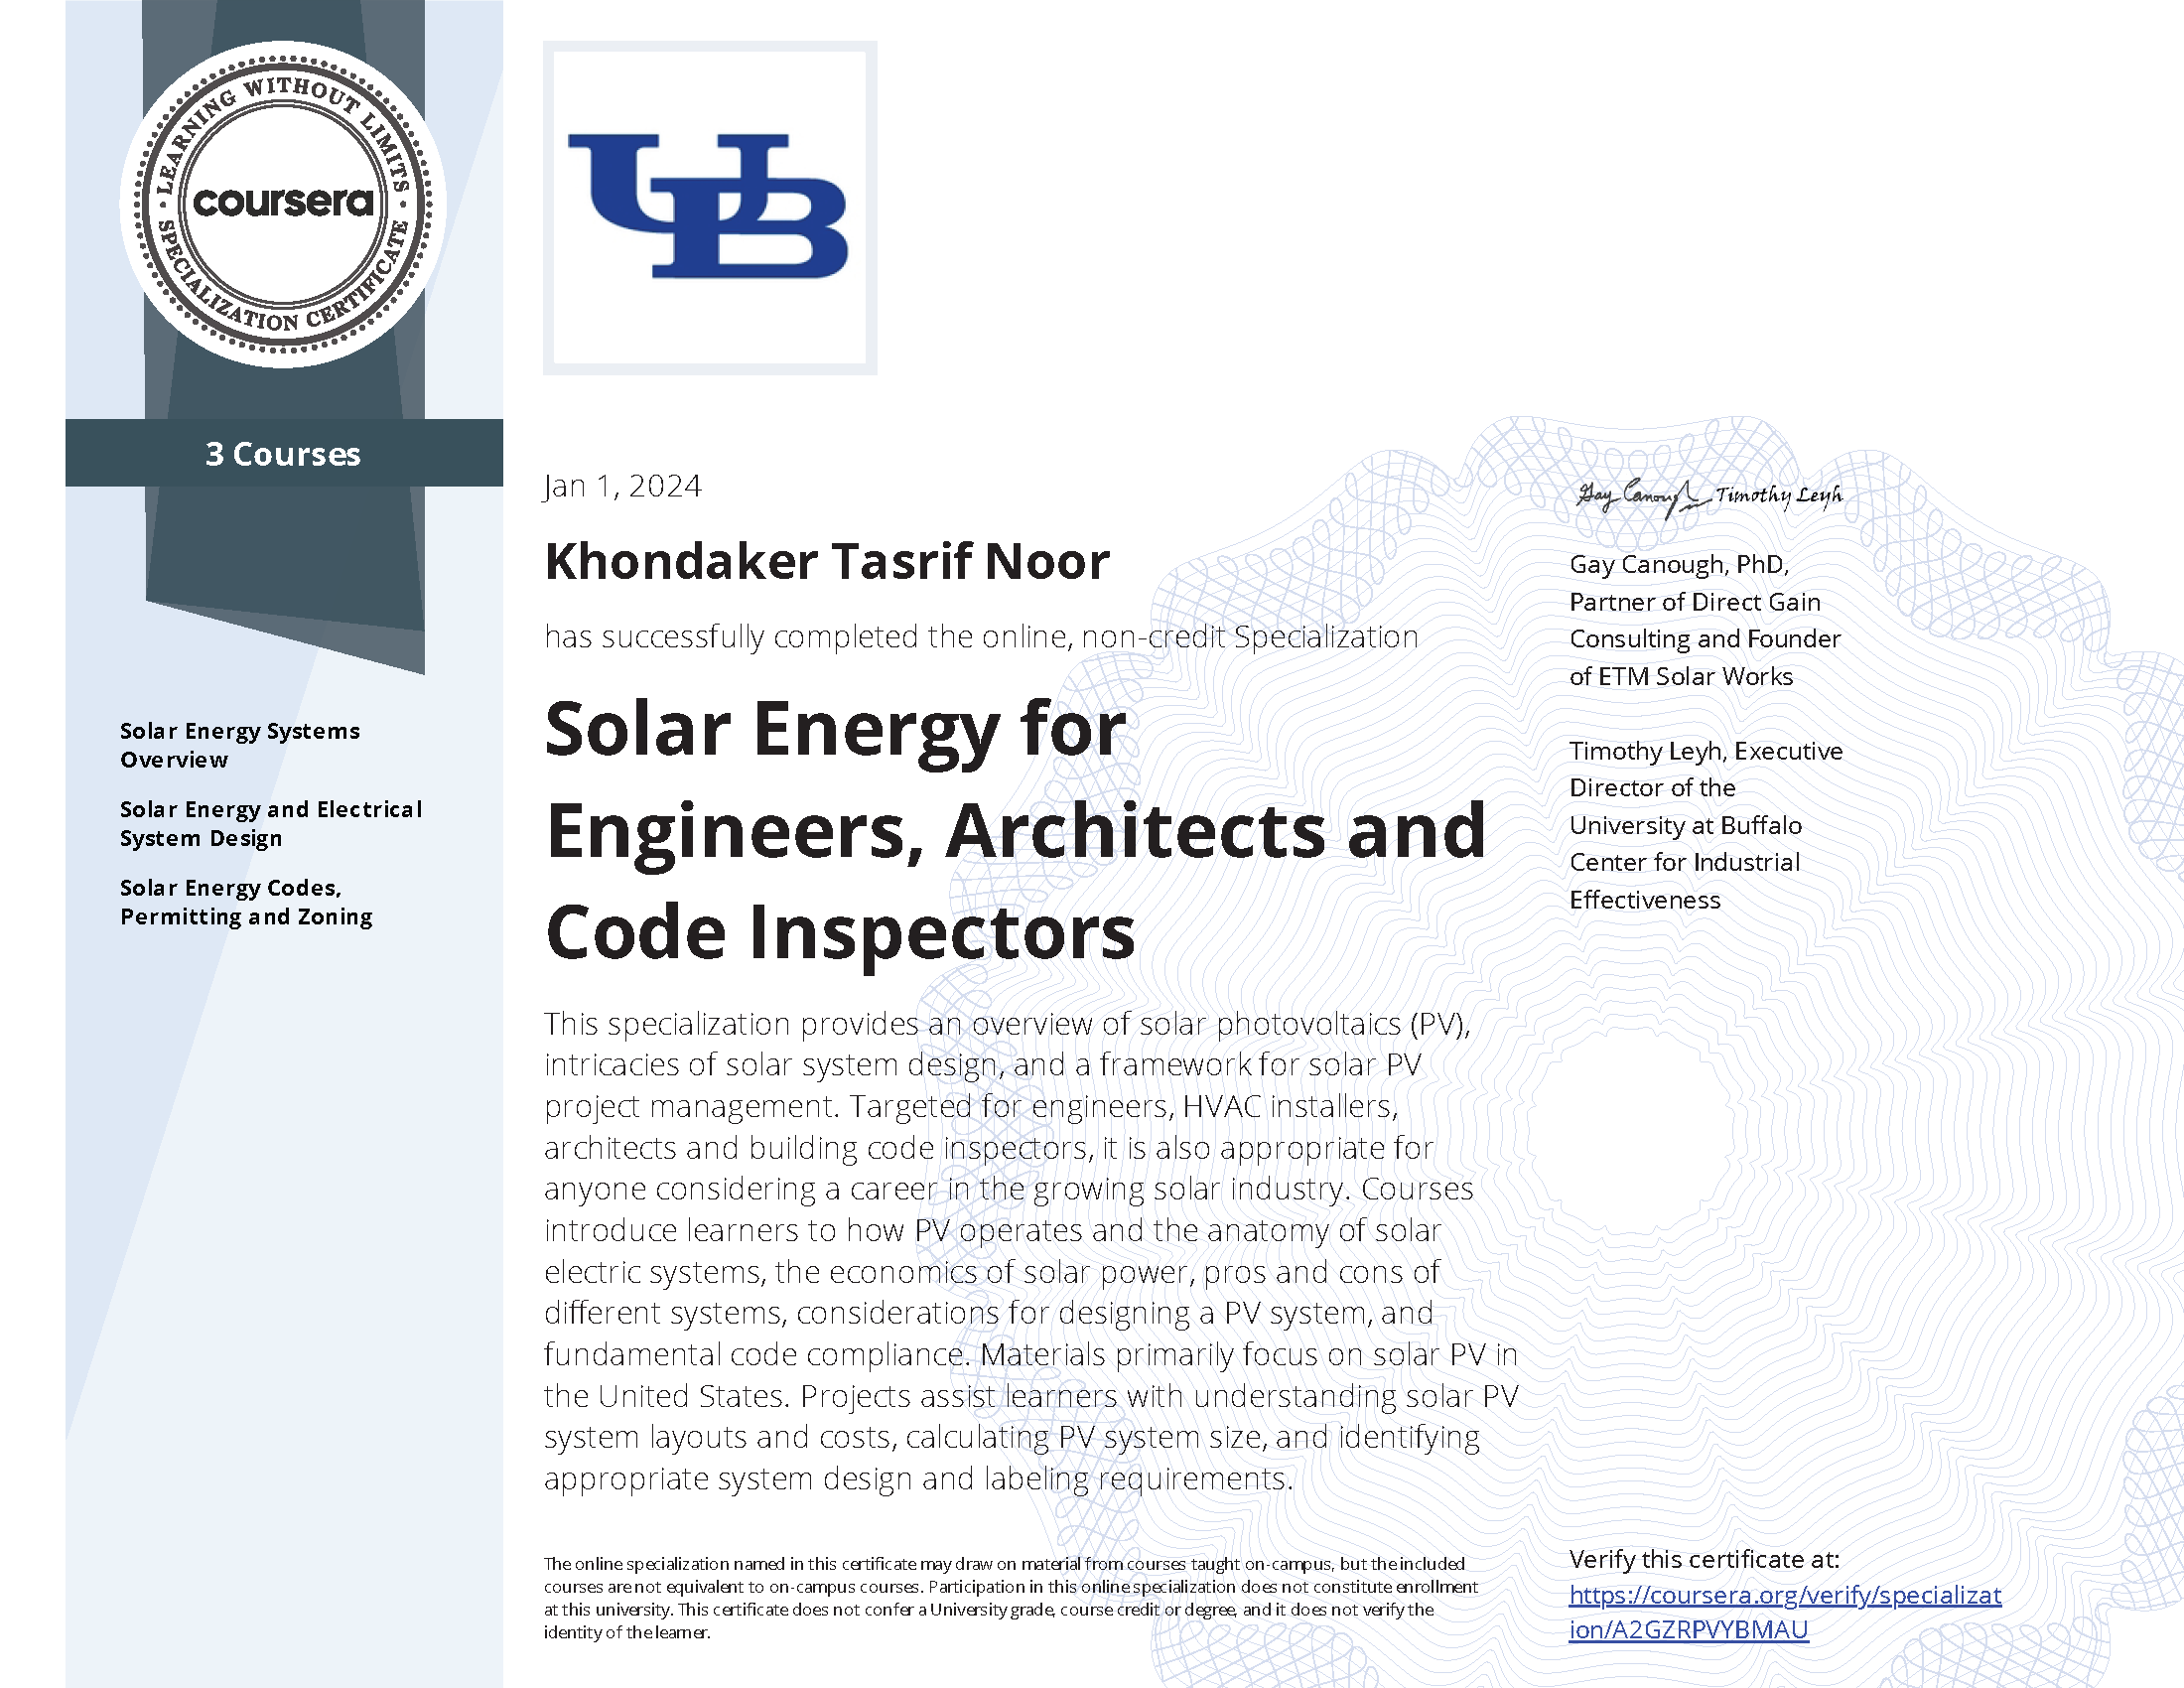 LEARNING WITHOUT LIMITS
coursera
SPECIALIZATION CERTIFICATE
3 Courses
Solar Energy Systems
Overview
Solar Energy and Electrical
System Design
Solar Energy Codes,
Permitting and Zoning
UB
Jan 1, 2024
Khondaker Tasrif Noor
has successfully completed the online, non-credit Specialization
Solar Energy for
Engineers, Architects and
Code Inspectors
This specialization provides an overview of solar photovoltaics (PV),
intricacies of solar system design, and a framework for solar PV
project management. Targeted for engineers, HVAC installers,
architects and building code inspectors, it is also appropriate for
anyone considering a career in the growing solar industry. Courses
introduce learners to how PV operates and the anatomy of solar
electric systems, the economics of solar power, pros and cons of
different systems, considerations for designing a PV system, and
fundamental code compliance. Materials primarily focus on solar PV in
the United States. Projects assist learners with understanding solar PV
system layouts and costs, calculating PV system size, and identifying
appropriate system design and labeling requirements.
The online specialization named in this certificate may draw on material from courses taught on-campus, but the included
courses are not equivalent to on-campus courses. Participation in this online specialization does not constitute enrollment
at this university. This certificate does not confer a University grade, course credit or degree, and it does not verify the
identity of the learner.
Gay Canough Timothy Leyh
Gay Canough, PhD,
Partner of Direct Gain
Consulting and Founder
of ETM Solar Works
Timothy Leyh, Executive
Director of the
University at Buffalo
Center for Industrial
Effectiveness
Verify this certificate at:
https://coursera.org/verify/specializat
ion/A2GZRPVYBMAU